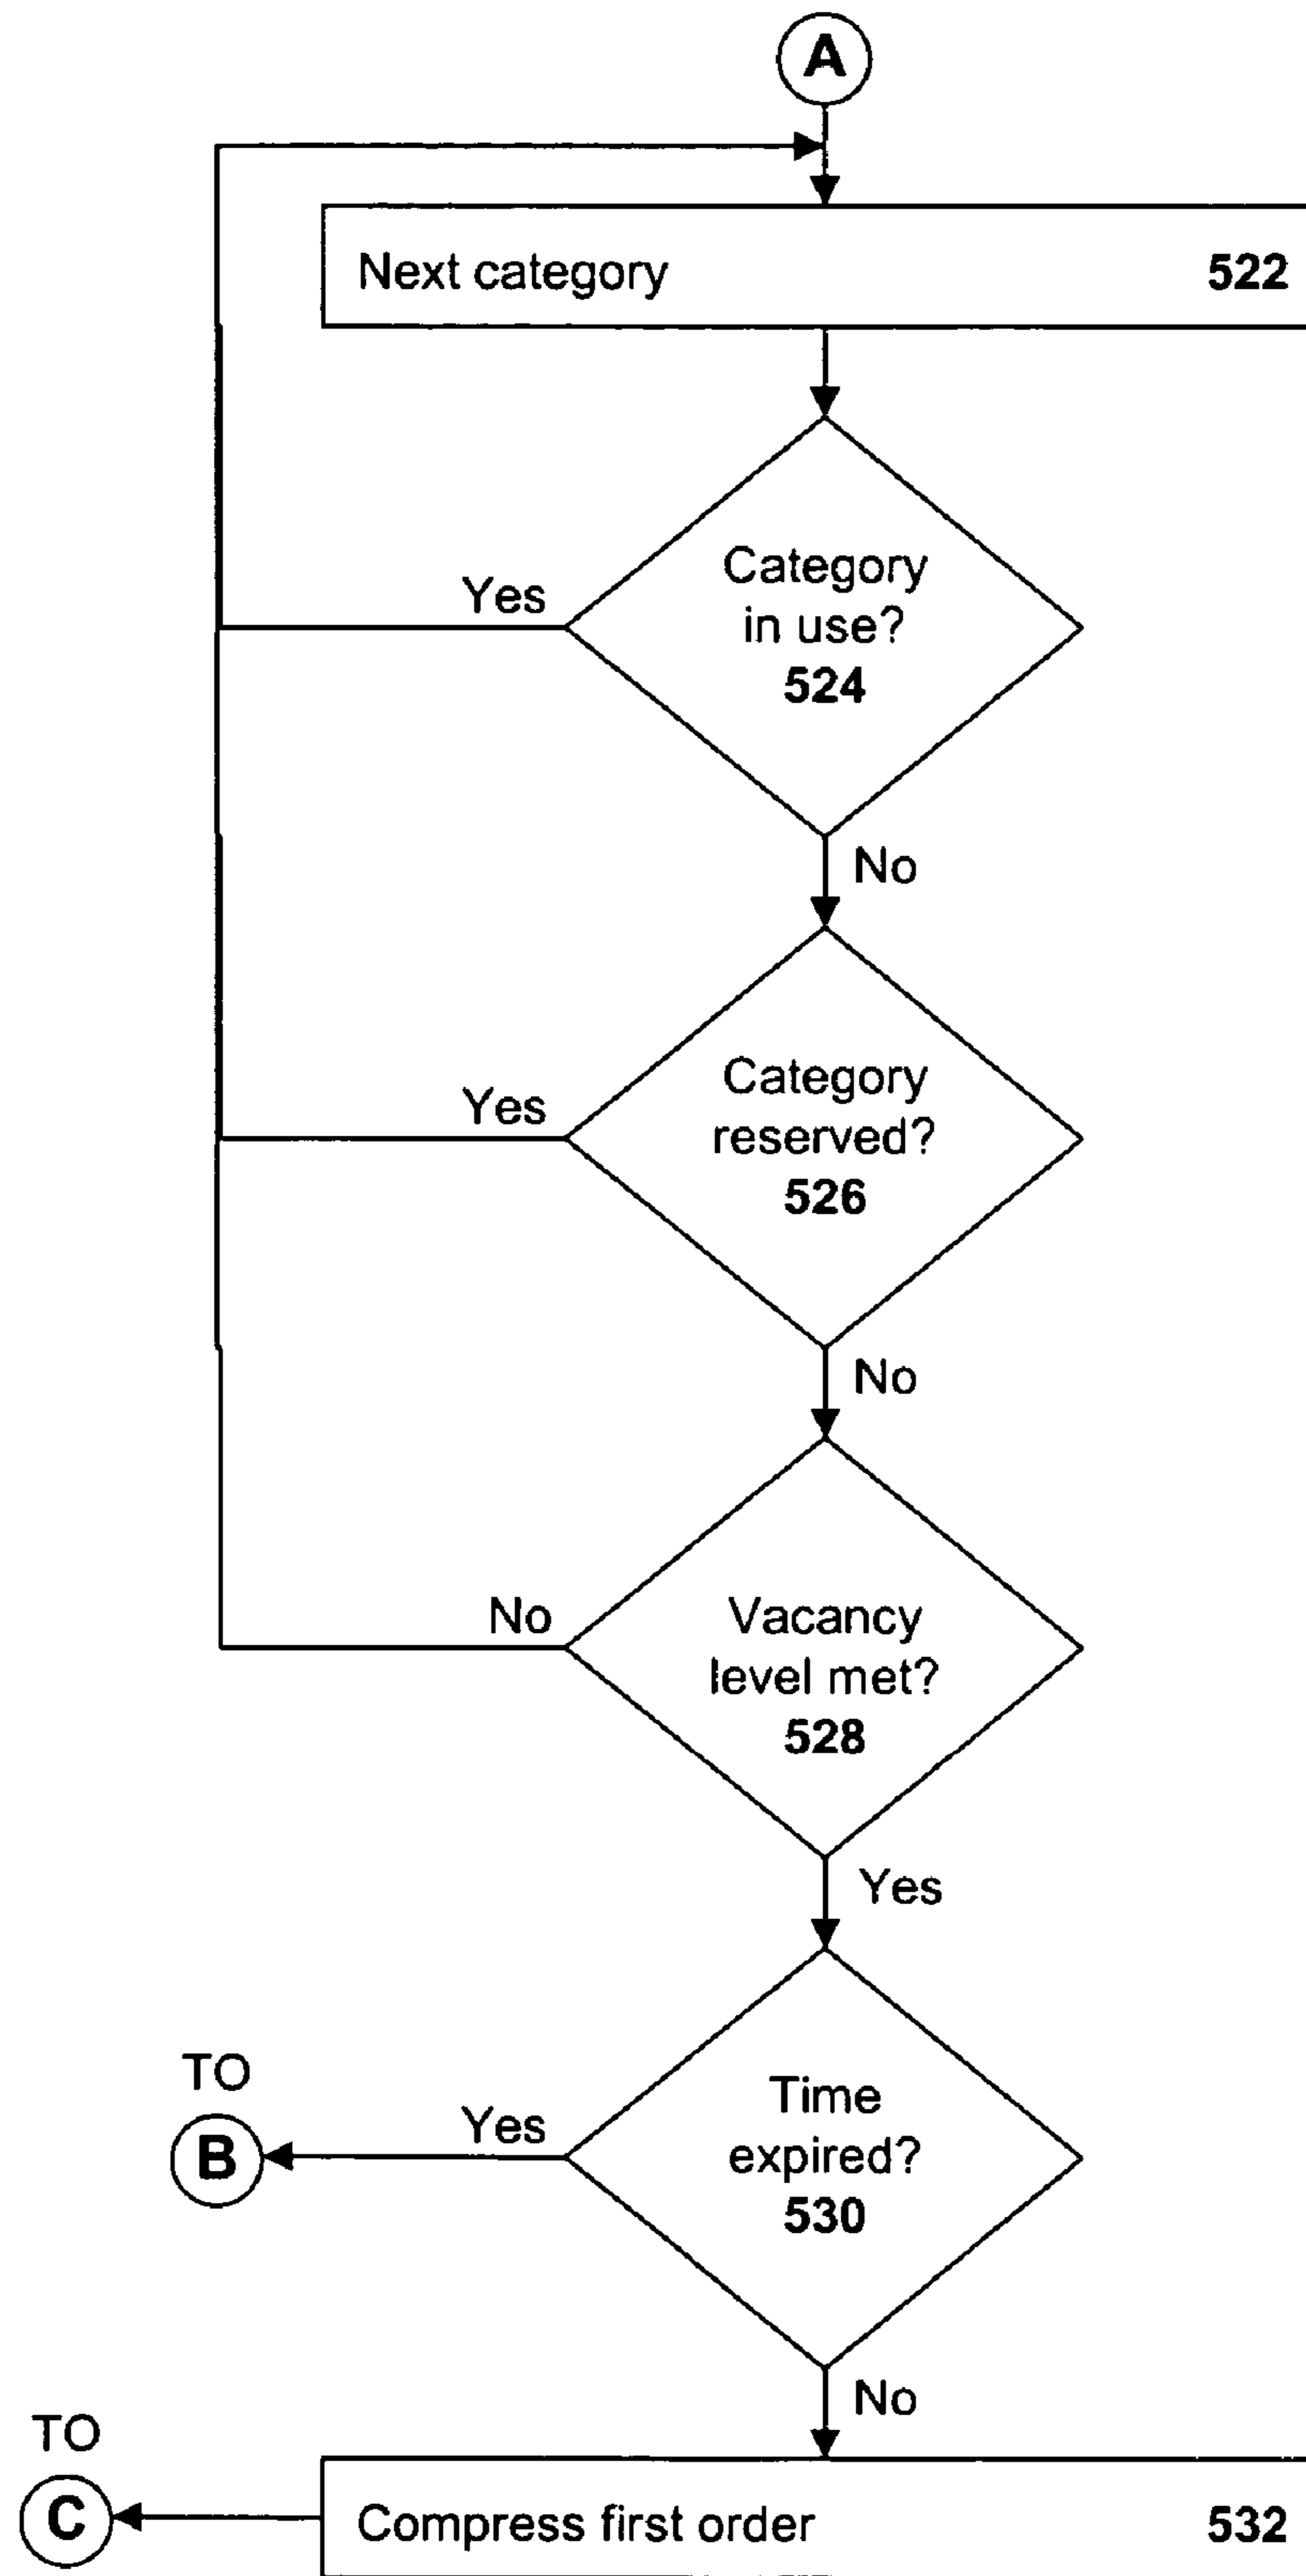 A
Next category 522
Category
in use?
524
Yes
No
Category
reserved?
526
Yes
No
Vacancy
level met?
528
No
Yes
Time
expired?
530
Yes
TO
B
No
Compress first order 532
TO
C